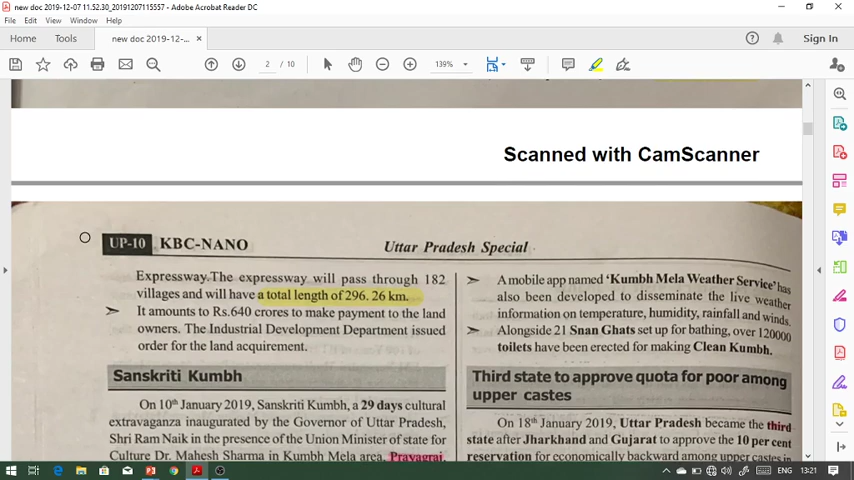 new doc 2019-12-07 11.52.30_20191207115557 - Adobe Acrobat Reader DC
File Edit View Window Help
Home Tools new doc 2019-12-... × Sign In
2 / 10 139%
Scanned with CamScanner
UP-10 KBC-NANO Uttar Pradesh Special
Expressway. The expressway will pass through 182
villages and will have a total length of 296. 26 km.
➢ It amounts to Rs.640 crores to make payment to the land
owners. The Industrial Development Department issued
order for the land acquirement.
Sanskriti Kumbh
On 10th January 2019, Sanskriti Kumbh, a 29 days cultural
extravaganza inaugurated by the Governor of Uttar Pradesh,
Shri Ram Naik in the presence of the Union Minister of state for
Culture Dr. Mahesh Sharma in Kumbh Mela area, Prayagraj,
➢ A mobile app named 'Kumbh Mela Weather Service' has
also been developed to disseminate the live weather
information on temperature, humidity, rainfall and winds.
➢ Alongside 21 Snan Ghats set up for bathing, over 120000
toilets have been erected for making Clean Kumbh.
Third state to approve quota for poor among
upper castes
On 18th January 2019, Uttar Pradesh became the third
state after Jharkhand and Gujarat to approve the 10 per cent
reservation for economically backward among upper castes in
ENG 13:21